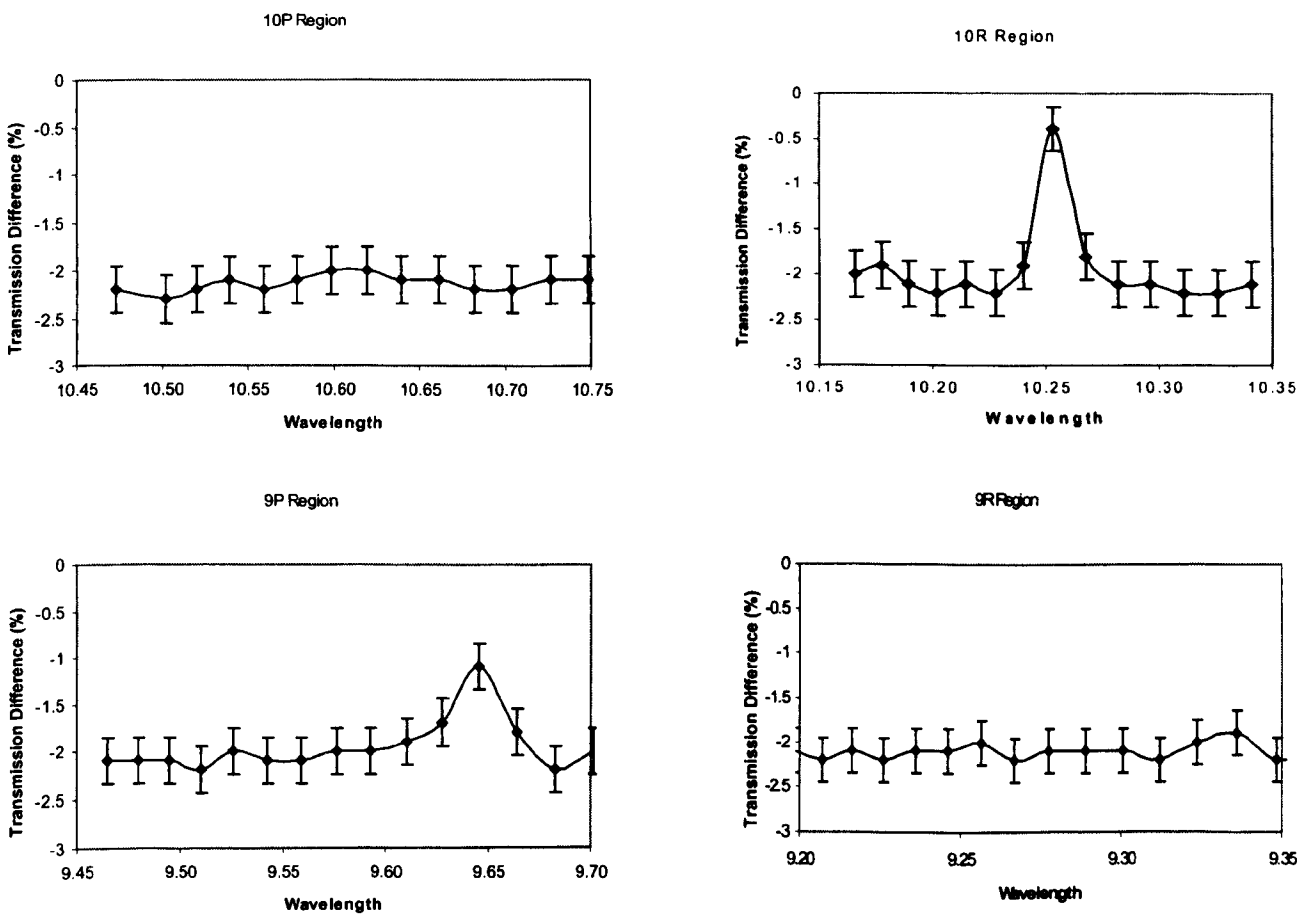 10P Region
Transmission Difference (%)
0
-0.5
-1
-1.5
-2
-2.5
-3
10.45 10.50 10.55 10.60 10.65 10.70 10.75
Wavelength
10R Region
Transmission Difference (%)
0
-0.5
-1
-1.5
-2
-2.5
-3
10.15 10.20 10.25 10.30 10.35
Wavelength
9P Region
Transmission Difference (%)
0
-0.5
-1
-1.5
-2
-2.5
-3
9.45 9.50 9.55 9.60 9.65 9.70
Wavelength
9R Region
Transmission Difference (%)
0
-0.5
-1
-1.5
-2
-2.5
-3
9.20 9.25 9.30 9.35
Wavelength